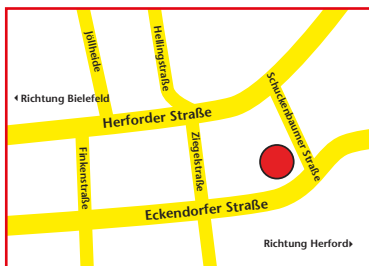 Jöllheide
Hellingstraße
Richtung Bielefeld
Schuckenbaumer Straße
Herforder Straße
Finkenstraße
Ziegelstraße
Eckendorfer Straße
Richtung Herford